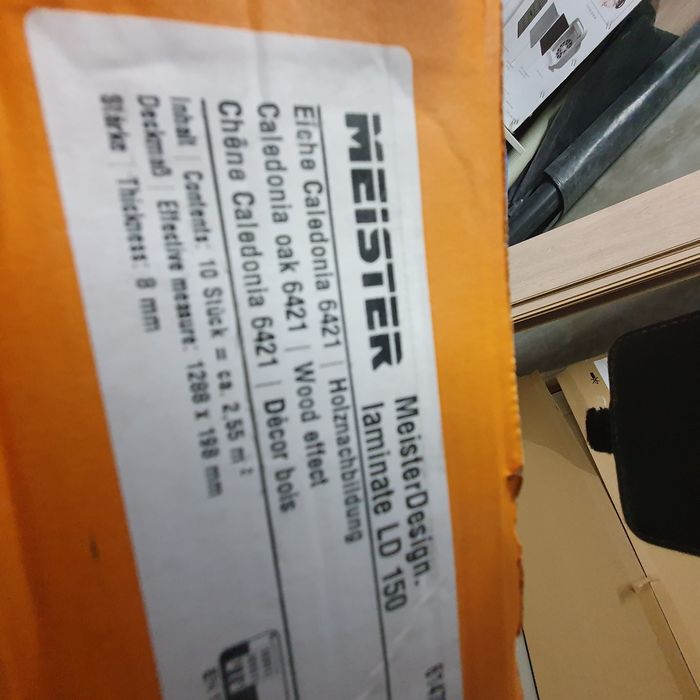 MEISTER
MeisterDesign.
laminate LD 150
Eiche Caledonia 6421 | Holznachbildung
Caledonia oak 6421 | Wood effect
Chêne Caledonia 6421 | Décor bois
Inhalt | Contents: 10 Stück = ca. 2,55 m²
Deckmaß | Effective measure: 1288 x 198 mm
Stärke | Thickness: 8 mm